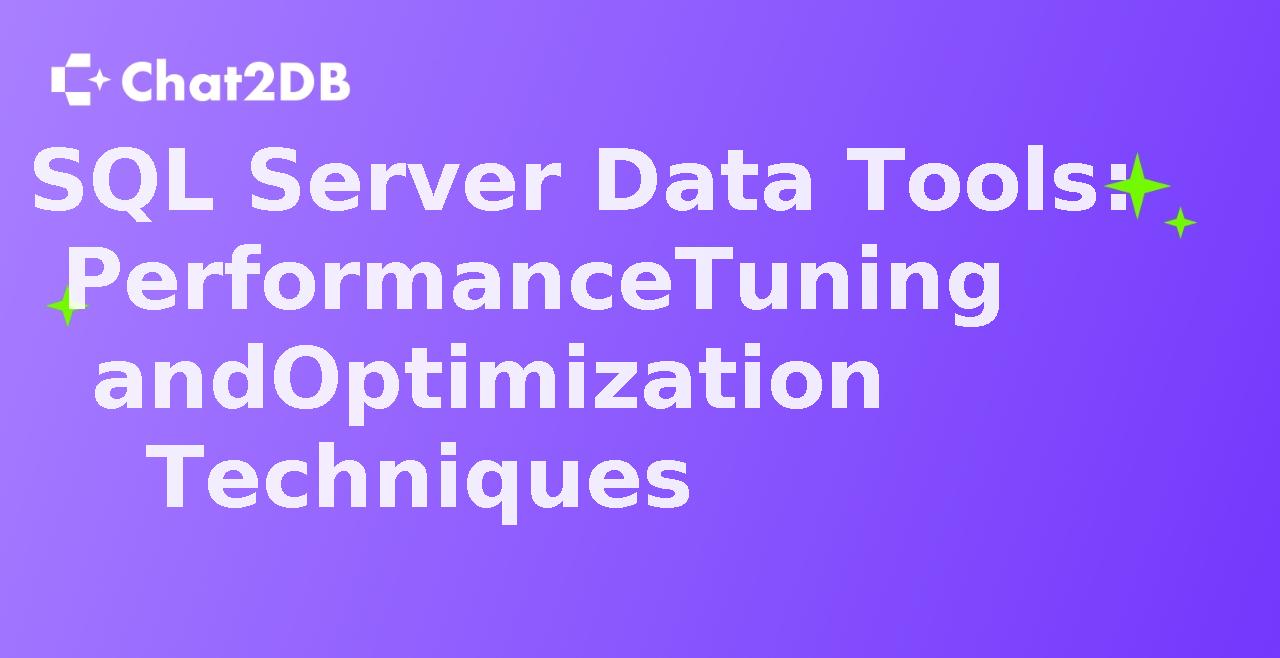 Chat2DB
SQL Server Data Tools:
PerformanceTuning
andOptimization
Techniques